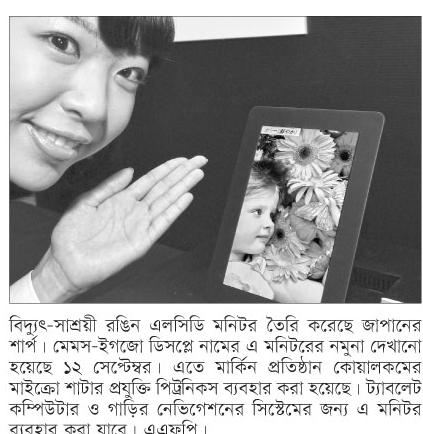 বিদ্যুৎ-সাশ্রয়ী রঙিন এলসিডি মনিটর তৈরি করেছে জাপানের
শার্প। মেমস-ইগজো ডিসপ্লে নামের এ মনিটরের নমুনা দেখানো
হয়েছে ১২ সেপ্টেম্বর। এতে মার্কিন প্রতিষ্ঠান কোয়ালকমের
মাইক্রো শাটার প্রযুক্তি পিট্রনিকস ব্যবহার করা হয়েছে। ট্যাবলেট
কম্পিউটার ও গাড়ির নেভিগেশনের সিস্টেমের জন্য এ মনিটর
ব্যবহার করা যাবে। এএফপি।